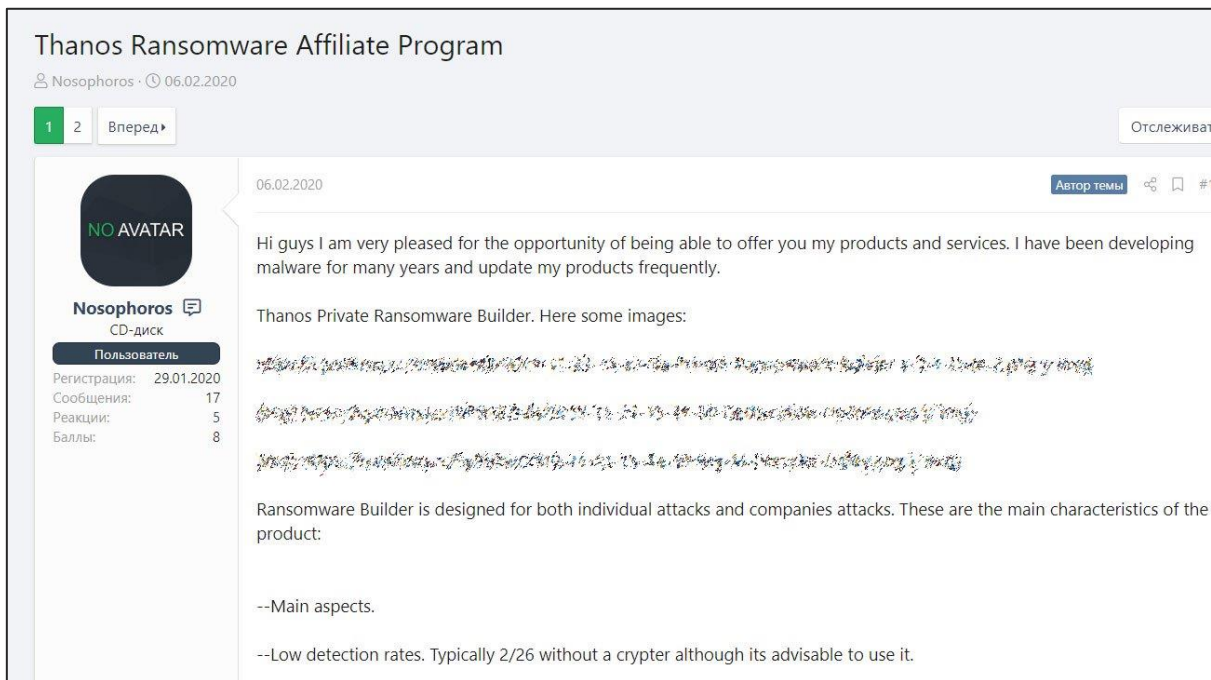 Thanos Ransomware Affiliate Program
Nosophoros · 06.02.2020
1 2 Вперед
Отслеживат
NO AVATAR
Nosophoros
CD-диск
Пользователь
Регистрация: 29.01.2020
Сообщения: 17
Реакции: 5
Баллы: 8
06.02.2020
Автор темы
Hi guys I am very pleased for the opportunity of being able to offer you my products and services. I have been developing
malware for many years and update my products frequently.
Thanos Private Ransomware Builder. Here some images:
Ransomware Builder is designed for both individual attacks and companies attacks. These are the main characteristics of the
product:
--Main aspects.
--Low detection rates. Typically 2/26 without a crypter although its advisable to use it.